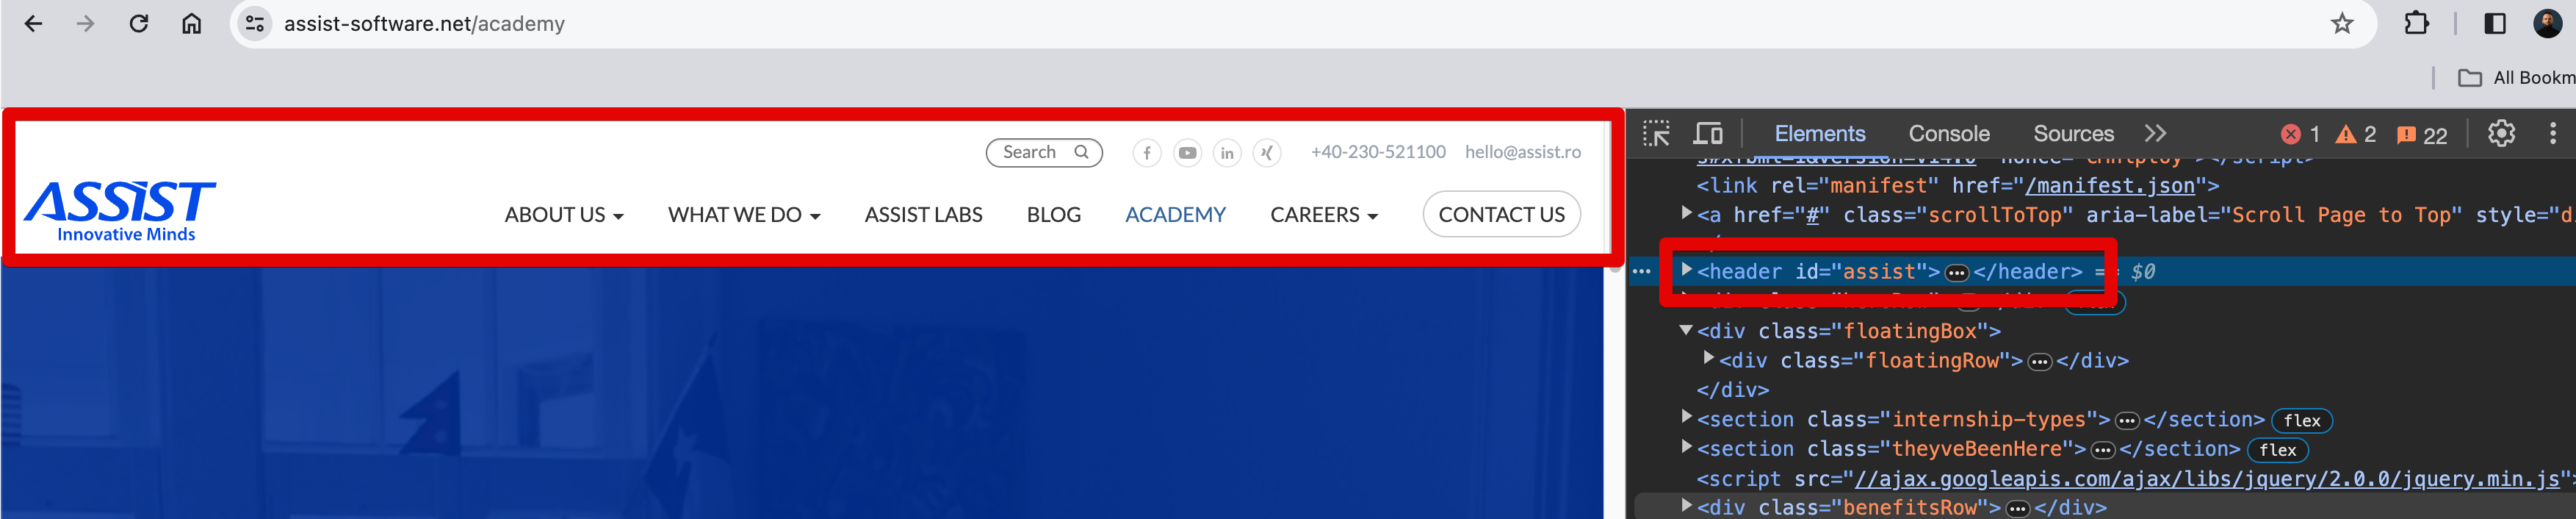 assist-software.net/academy
All Bookm
Search
+40-230-521100 hello@assist.ro
ASSIST
Innovative Minds
ABOUT US WHAT WE DO ASSIST LABS BLOG ACADEMY CAREERS CONTACT US
Elements Console Sources 1 2 22
<link rel="manifest" href="/manifest.json">
<a href="#" class="scrollToTop" aria-label="Scroll Page to Top" style="d
<header id="assist">…</header> == $0
<div class="floatingBox">
<div class="floatingRow">…</div>
</div>
<section class="internship-types">…</section> flex
<section class="theyveBeenHere">…</section> flex
<script src="//ajax.googleapis.com/ajax/libs/jquery/2.0.0/jquery.min.js"
<div class="benefitsRow">…</div>